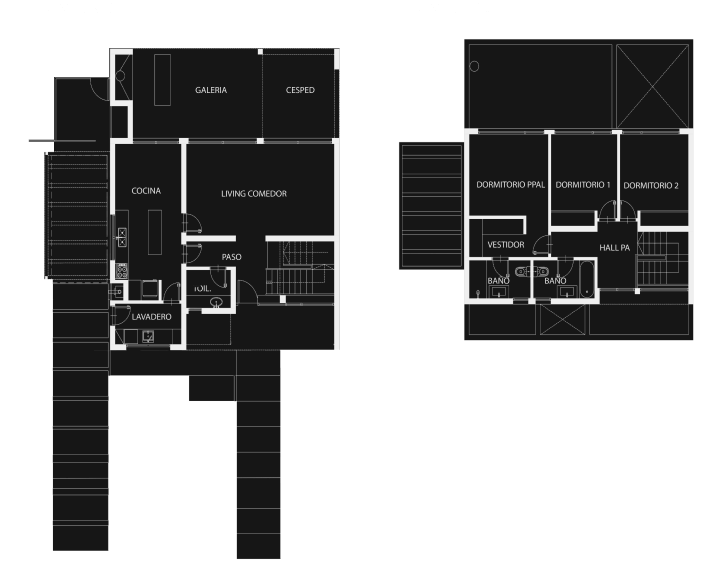 GALERIA
CESPED
COCINA
LIVING COMEDOR
PASO
TOIL.
LAVADERO
DORMITORIO PPAL
DORMITORIO 1
DORMITORIO 2
VESTIDOR
HALL PA
BAÑO
BAÑO